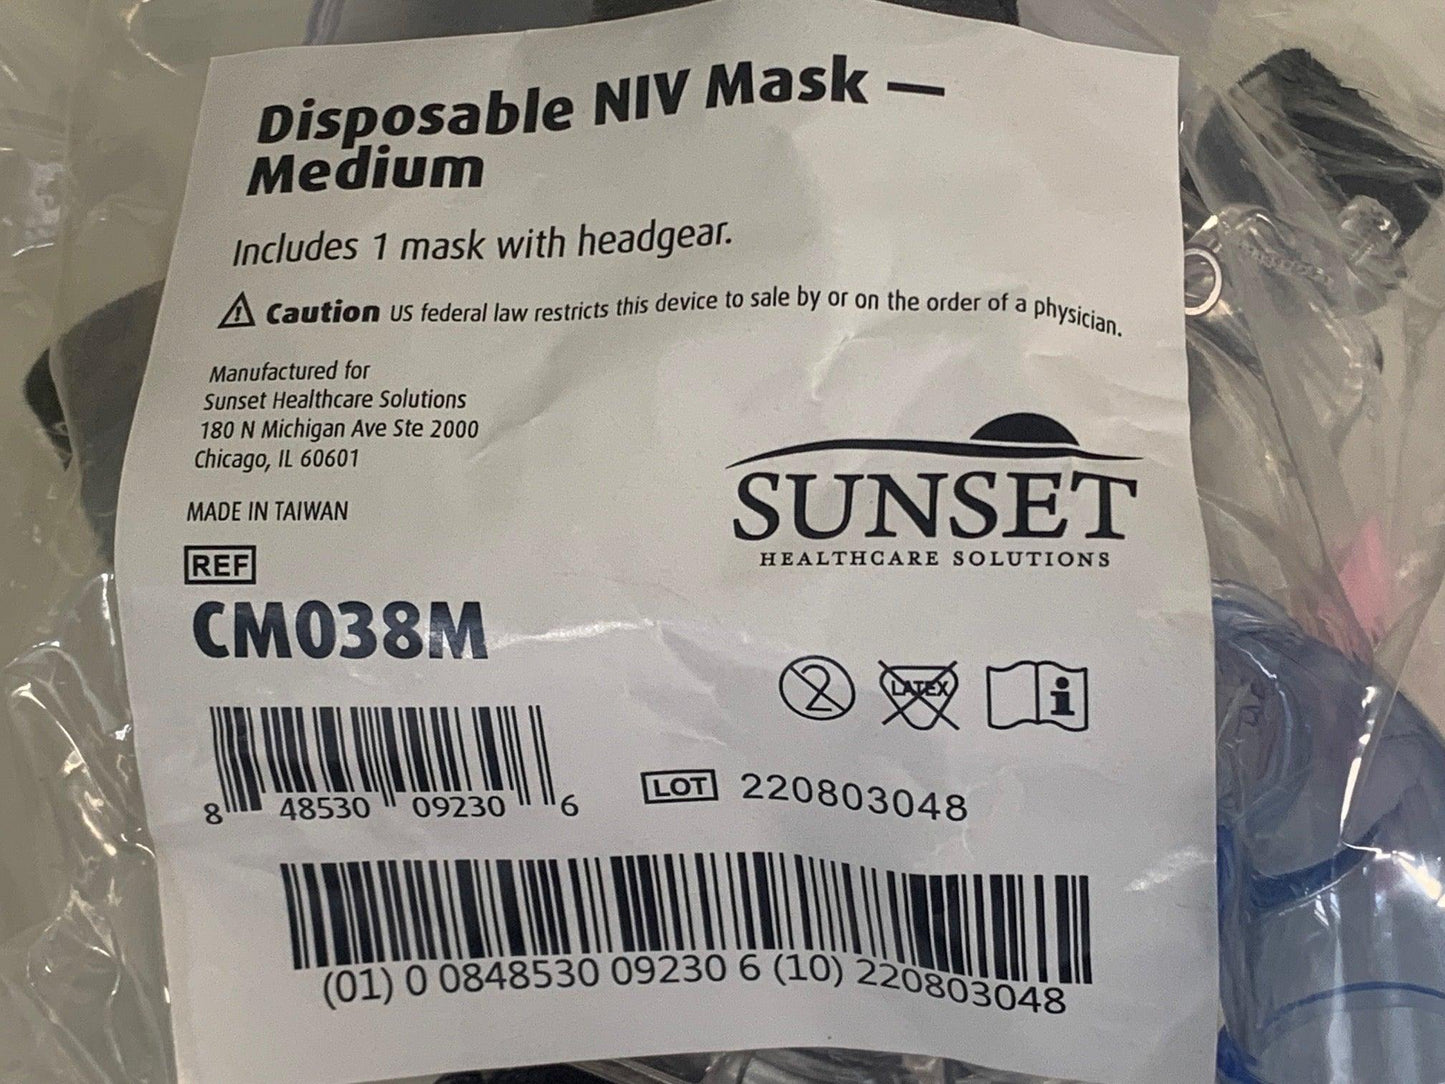 Disposable NIV Mask —
Medium
Includes 1 mask with headgear.
Caution US federal law restricts this device to sale by or on the order of a physician.
Manufactured for
Sunset Healthcare Solutions
180 N Michigan Ave Ste 2000
Chicago, IL 60601
MADE IN TAIWAN
SUNSET
HEALTHCARE SOLUTIONS
REF
CM038M
2
LATEX
i
8 48530 09230 6
LOT 220803048
(01) 0 0848530 09230 6 (10) 220803048